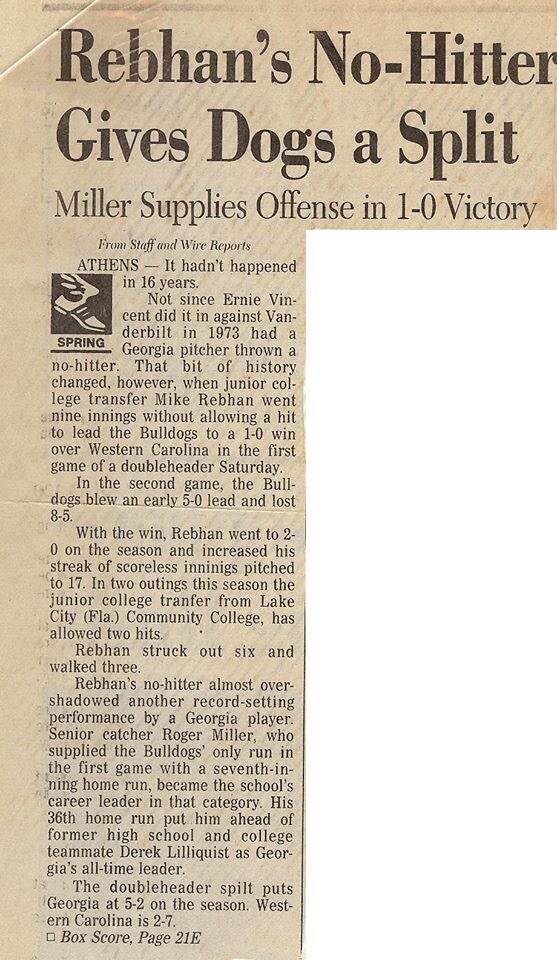 Rebhan's No-Hitter
Gives Dogs a Split
Miller Supplies Offense in 1-0 Victory
From Staff and Wire Reports
ATHENS — It hadn't happened
in 16 years.
Not since Ernie Vin-
cent did it in against Van-
derbilt in 1973 had a
SPRING
Georgia pitcher thrown a
no-hitter. That bit of history
changed, however, when junior col-
lege transfer Mike Rebhan went
nine innings without allowing a hit
to lead the Bulldogs to a 1-0 win
over Western Carolina in the first
game of a doubleheader Saturday.
In the second game, the Bull-
dogs blew an early 5-0 lead and lost
8-5.
With the win, Rebhan went to 2-
0 on the season and increased his
streak of scoreless inninigs pitched
to 17. In two outings this season the
junior college tranfer from Lake
City (Fla.) Community College, has
allowed two hits.
Rebhan struck out six and
walked three.
Rebhan's no-hitter almost over-
shadowed another record-setting
performance by a Georgia player.
Senior catcher Roger Miller, who
supplied the Bulldogs' only run in
the first game with a seventh-in-
ning home run, became the school's
career leader in that category. His
36th home run put him ahead of
former high school and college
teammate Derek Lilliquist as Geor-
gia's all-time leader.
The doubleheader spilt puts
Georgia at 5-2 on the season. West-
ern Carolina is 2-7.
□ Box Score, Page 21E